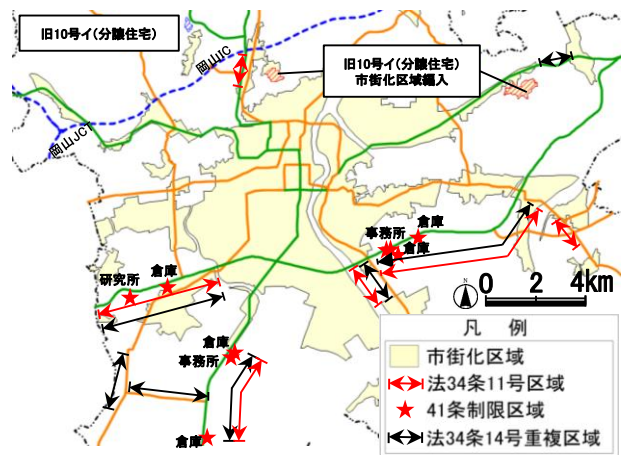 旧10号イ(分譲住宅)
岡山IC
旧10号イ(分譲住宅)
市街化区域編入
岡山JCT
倉庫
事務所
倉庫
研究所
倉庫
倉庫
事務所
倉庫
N
0 2 4km
凡 例
市街化区域
法34条11号区域
41条制限区域
法34条14号重複区域